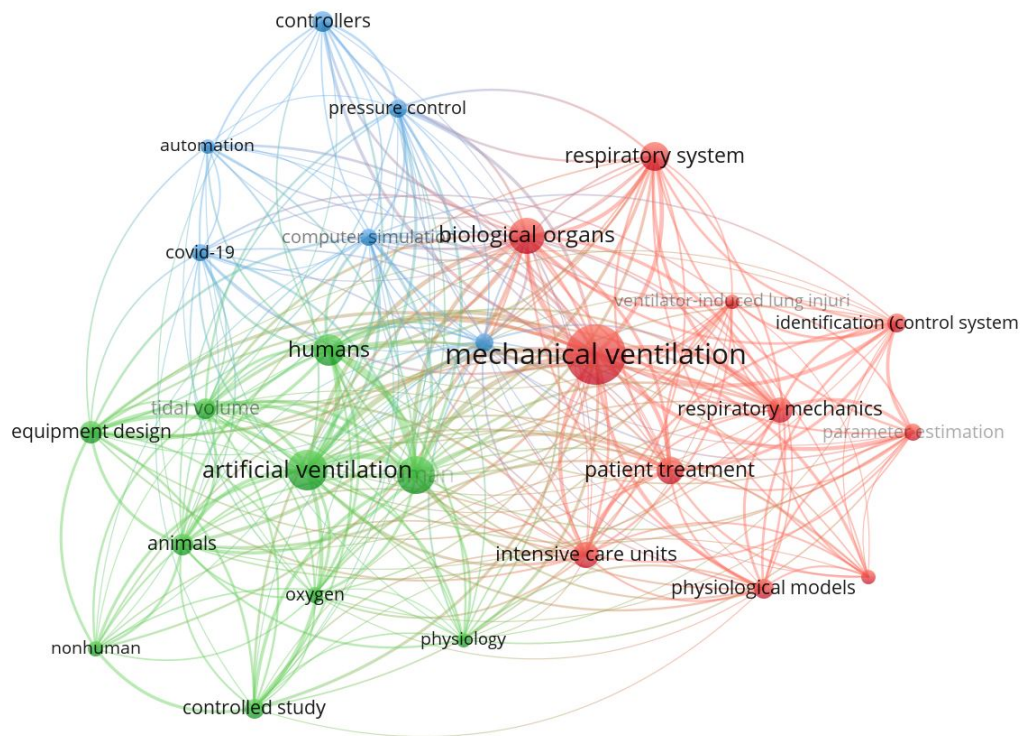 controllers
pressure control
automation
respiratory system
computer simulation
biological organs
covid-19
ventilator-induced lung injuri
identification (control system
humans
mechanical ventilation
tidal volume
respiratory mechanics
equipment design
parameter estimation
artificial ventilation
human
patient treatment
animals
intensive care units
oxygen
physiological models
physiology
nonhuman
controlled study